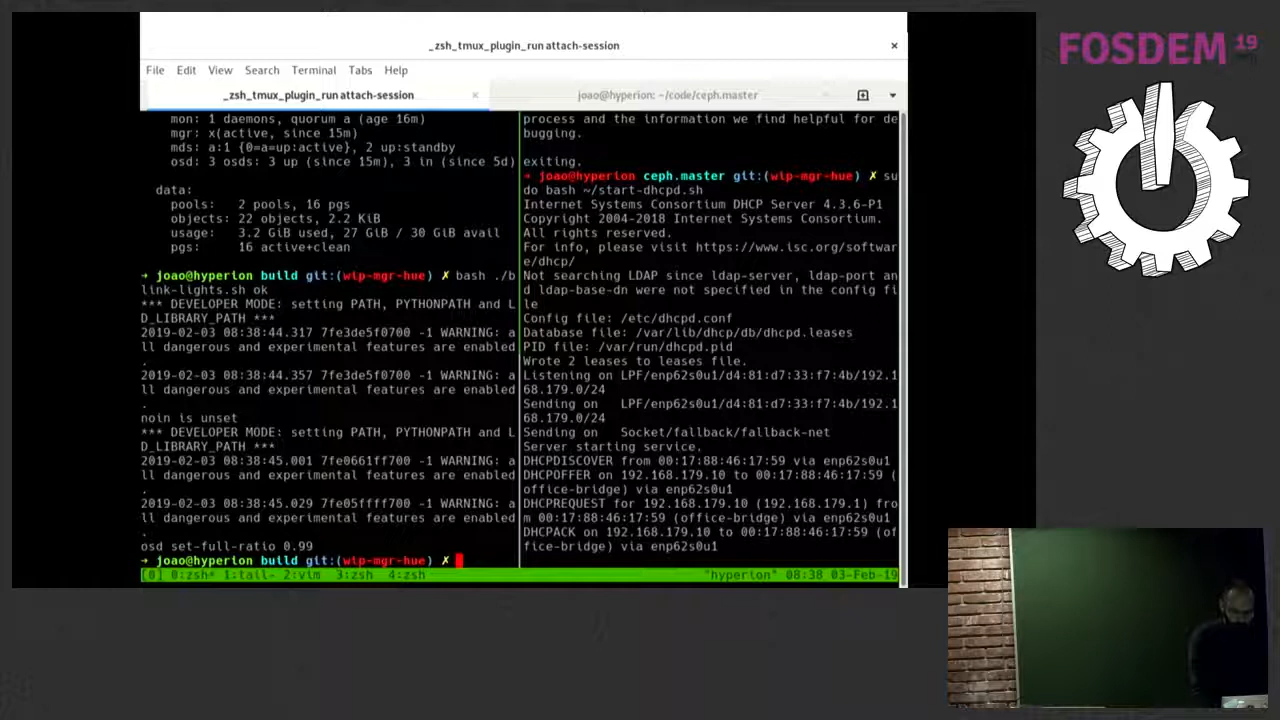 _zsh_tmux_plugin_run attach-session
File Edit View Search Terminal Tabs Help
_zsh_tmux_plugin_run attach-session
joao@hyperion: ~/code/ceph.master
mon: 1 daemons, quorum a (age 16m)
mgr: x(active, since 15m)
mds: a:1 {0=a=up:active}, 2 up:standby
osd: 3 osds: 3 up (since 15m), 3 in (since 5d)
data:
pools: 2 pools, 16 pgs
objects: 22 objects, 2.2 KiB
usage: 3.2 GiB used, 27 GiB / 30 GiB avail
pgs: 16 active+clean
→ joao@hyperion build git:(wip-mgr-hue) ✗ bash ./b
link-lights.sh ok
*** DEVELOPER MODE: setting PATH, PYTHONPATH and L
D_LIBRARY_PATH ***
2019-02-03 08:38:44.317 7fe3de5f0700 -1 WARNING: a
ll dangerous and experimental features are enabled
.
2019-02-03 08:38:44.357 7fe3de5f0700 -1 WARNING: a
ll dangerous and experimental features are enabled
.
noin is unset
*** DEVELOPER MODE: setting PATH, PYTHONPATH and L
D_LIBRARY_PATH ***
2019-02-03 08:38:45.001 7fe0661ff700 -1 WARNING: a
ll dangerous and experimental features are enabled
.
2019-02-03 08:38:45.029 7fe05ffff700 -1 WARNING: a
ll dangerous and experimental features are enabled
.
osd set-full-ratio 0.99
→ joao@hyperion build git:(wip-mgr-hue) ✗
process and the information we find helpful for de
bugging.
exiting.
→ joao@hyperion ceph.master git:(wip-mgr-hue) ✗ su
do bash ~/start-dhcpd.sh
Internet Systems Consortium DHCP Server 4.3.6-P1
Copyright 2004-2018 Internet Systems Consortium.
All rights reserved.
For info, please visit https://www.isc.org/softwar
e/dhcp/
Not searching LDAP since ldap-server, ldap-port an
d ldap-base-dn were not specified in the config fi
le
Config file: /etc/dhcpd.conf
Database file: /var/lib/dhcp/db/dhcpd.leases
PID file: /var/run/dhcpd.pid
Wrote 2 leases to leases file.
Listening on LPF/enp62s0u1/d4:81:d7:33:f7:4b/192.1
68.179.0/24
Sending on LPF/enp62s0u1/d4:81:d7:33:f7:4b/192.1
68.179.0/24
Sending on Socket/fallback/fallback-net
Server starting service.
DHCPDISCOVER from 00:17:88:46:17:59 via enp62s0u1
DHCPOFFER on 192.168.179.10 to 00:17:88:46:17:59 (
office-bridge) via enp62s0u1
DHCPREQUEST for 192.168.179.10 (192.168.179.1) fro
m 00:17:88:46:17:59 (office-bridge) via enp62s0u1
DHCPACK on 192.168.179.10 to 00:17:88:46:17:59 (of
fice-bridge) via enp62s0u1
[0] 0:zsh* 1:tail- 2:vim 3:zsh 4:zsh "hyperion" 08:38 03-Feb-19
FOSDEM 19